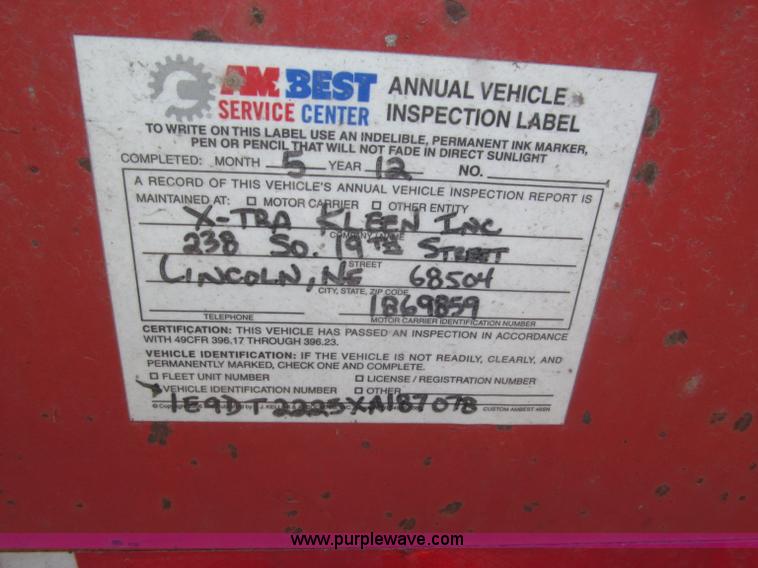 AM BEST
SERVICE CENTER
ANNUAL VEHICLE
INSPECTION LABEL
TO WRITE ON THIS LABEL USE AN INDELIBLE, PERMANENT INK MARKER,
PEN OR PENCIL THAT WILL NOT FADE IN DIRECT SUNLIGHT
COMPLETED: MONTH 5 YEAR 12 NO.
A RECORD OF THIS VEHICLE'S ANNUAL VEHICLE INSPECTION REPORT IS
MAINTAINED AT: ☐ MOTOR CARRIER ☐ OTHER ENTITY
X-TRA KLEEN INC
COMPANY NAME
238 SO. 19TH STREET
STREET
LINCOLN, NE 68504
CITY, STATE, ZIP CODE
1869859
TELEPHONE MOTOR CARRIER IDENTIFICATION NUMBER
CERTIFICATION: THIS VEHICLE HAS PASSED AN INSPECTION IN ACCORDANCE
WITH 49CFR 396.17 THROUGH 396.23.
VEHICLE IDENTIFICATION: IF THE VEHICLE IS NOT READILY, CLEARLY, AND
PERMANENTLY MARKED, CHECK ONE AND COMPLETE.
☐ FLEET UNIT NUMBER ☐ LICENSE / REGISTRATION NUMBER
VEHICLE IDENTIFICATION NUMBER ☐ OTHER
1E9DT2223XA187078
J. KELLER
CUSTOM AMBEST
www.purplewave.com